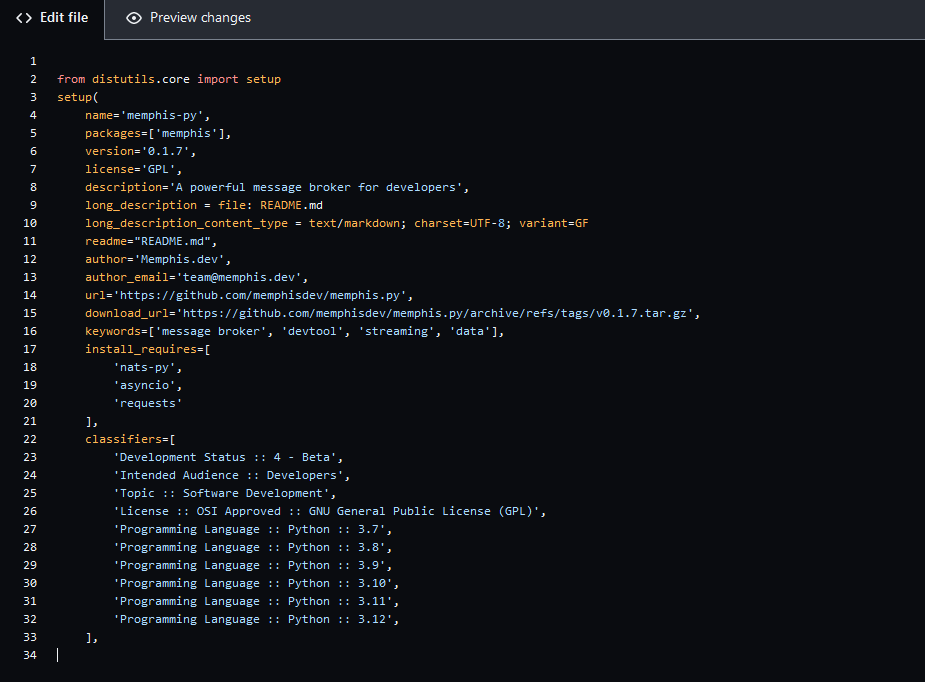 Edit file Preview changes
1
2 from distutils.core import setup
3 setup(
4     name='memphis-py',
5     packages=['memphis'],
6     version='0.1.7',
7     license='GPL',
8     description='A powerful message broker for developers',
9     long_description = file: README.md
10     long_description_content_type = text/markdown; charset=UTF-8; variant=GF
11     readme="README.md",
12     author='Memphis.dev',
13     author_email='team@memphis.dev',
14     url='https://github.com/memphisdev/memphis.py',
15     download_url='https://github.com/memphisdev/memphis.py/archive/refs/tags/v0.1.7.tar.gz',
16     keywords=['message broker', 'devtool', 'streaming', 'data'],
17     install_requires=[
18         'nats-py',
19         'asyncio',
20         'requests'
21     ],
22     classifiers=[
23         'Development Status :: 4 - Beta',
24         'Intended Audience :: Developers',
25         'Topic :: Software Development',
26         'License :: OSI Approved :: GNU General Public License (GPL)',
27         'Programming Language :: Python :: 3.7',
28         'Programming Language :: Python :: 3.8',
29         'Programming Language :: Python :: 3.9',
30         'Programming Language :: Python :: 3.10',
31         'Programming Language :: Python :: 3.11',
32         'Programming Language :: Python :: 3.12',
33     ],
34